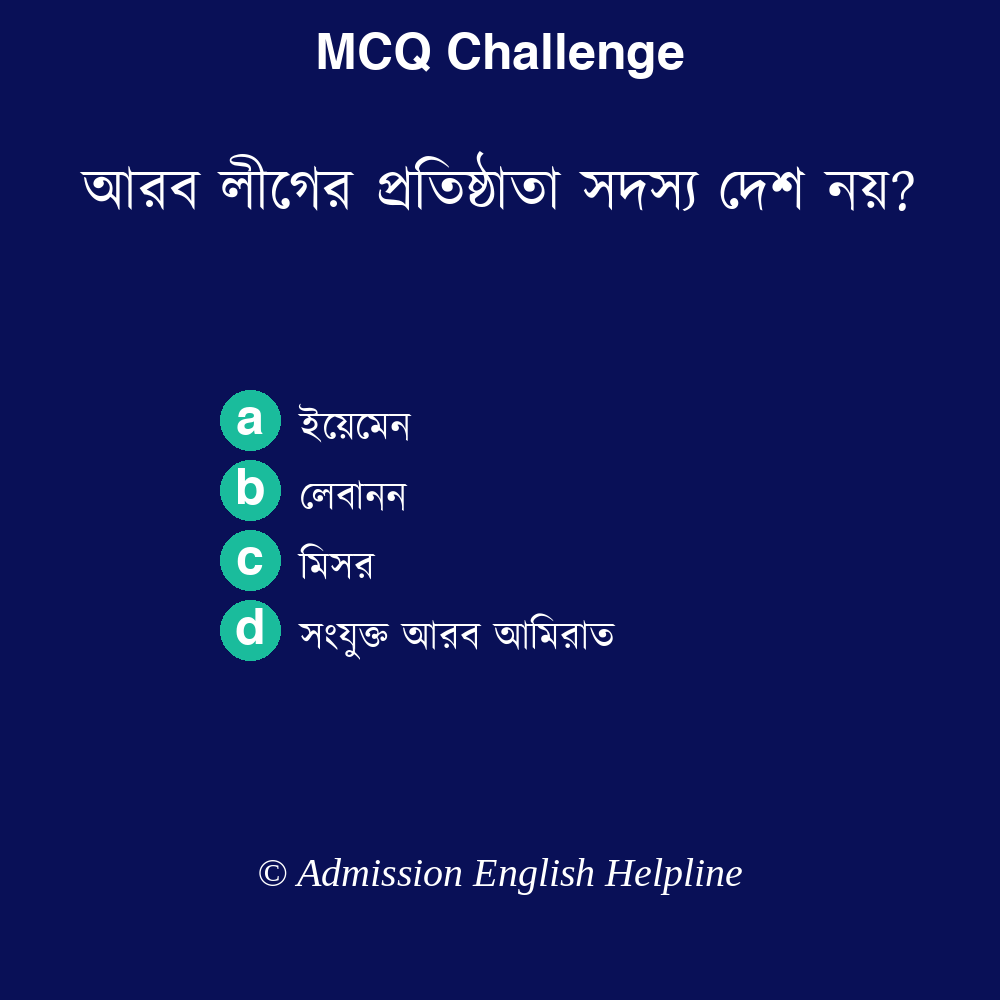 MCQ Challenge
আরব লীগের প্রতিষ্ঠাতা সদস্য দেশ নয়?
a ইয়েমেন
b লেবানন
c মিসর
d সংযুক্ত আরব আমিরাত
© Admission English Helpline